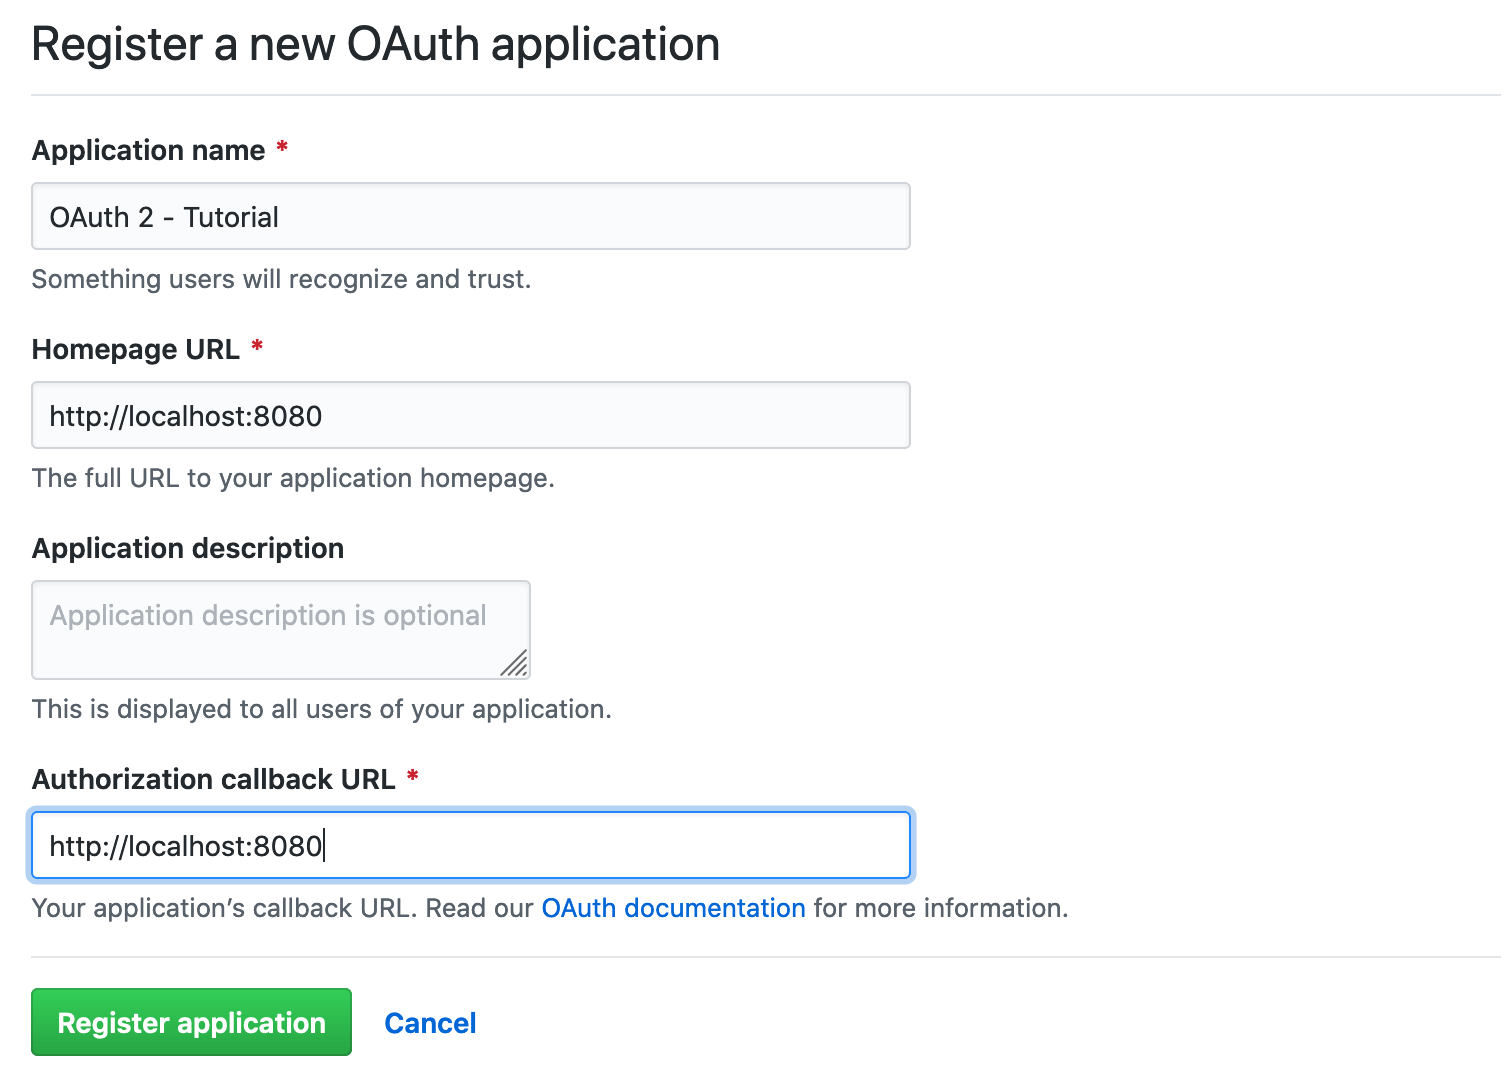 Register a new OAuth application
Application name *
OAuth 2 - Tutorial
Something users will recognize and trust.
Homepage URL *
http://localhost:8080
The full URL to your application homepage.
Application description
Application description is optional
This is displayed to all users of your application.
Authorization callback URL *
http://localhost:8080
Your application’s callback URL. Read our OAuth documentation for more information.
Register application Cancel